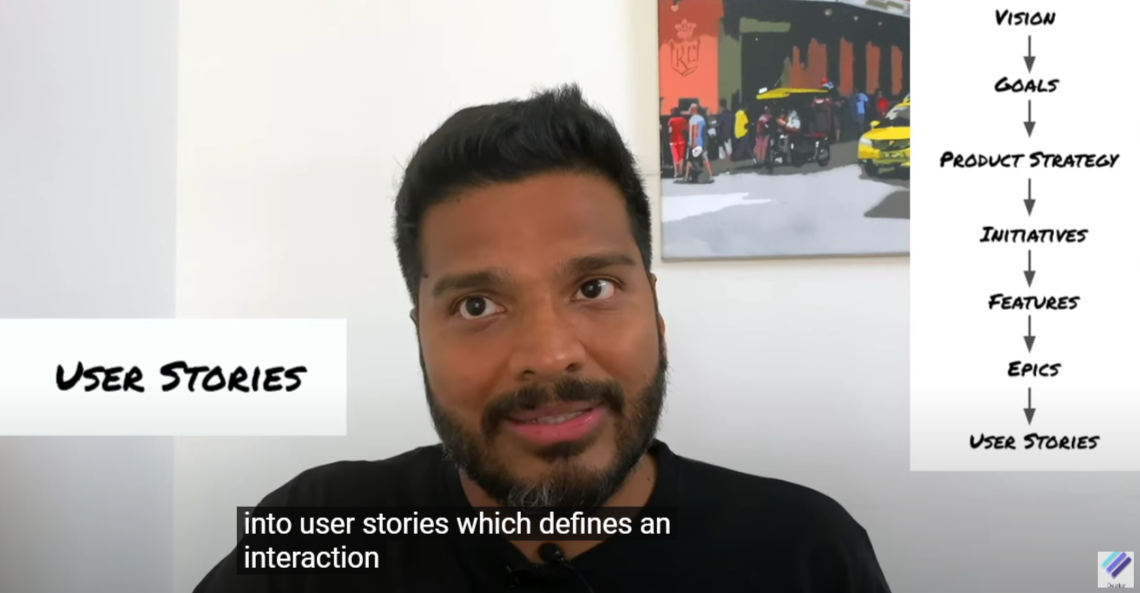 VISION
GOALS
PRODUCT STRATEGY
INITIATIVES
FEATURES
EPICS
USER STORIES
USER STORIES
into user stories which defines an
interaction